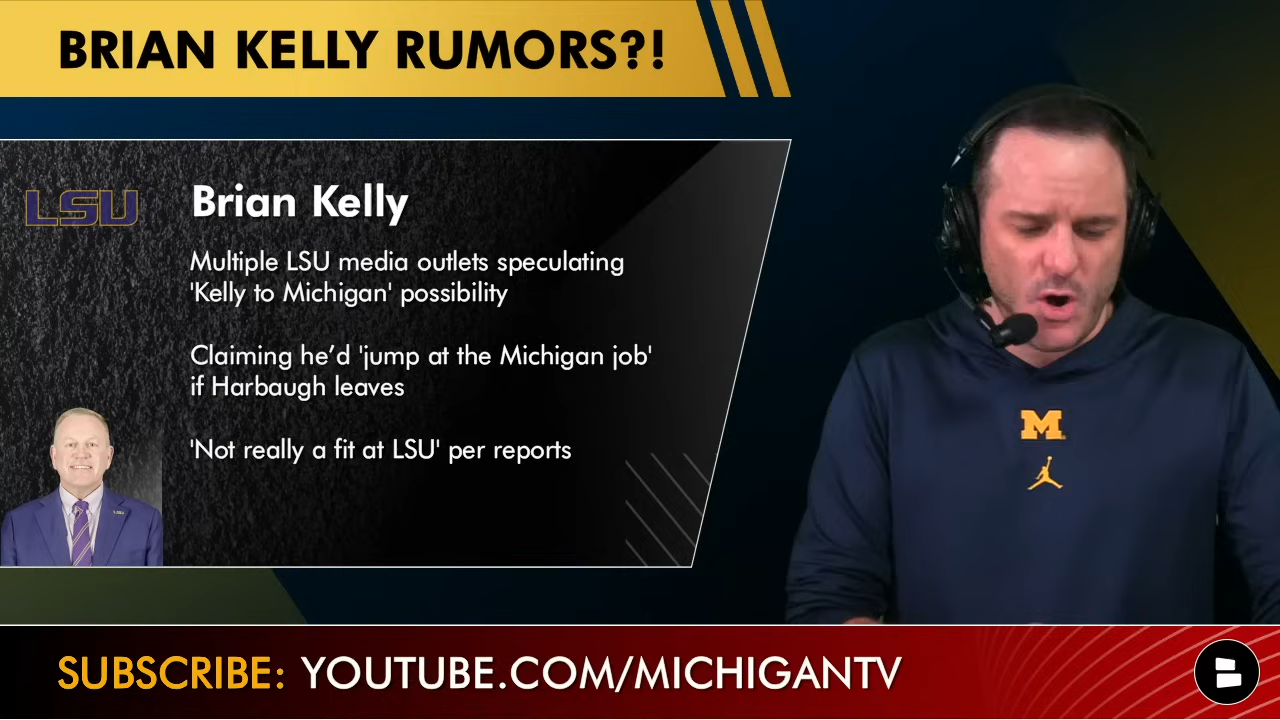 BRIAN KELLY RUMORS?!
LSU
Brian Kelly
Multiple LSU media outlets speculating
'Kelly to Michigan' possibility
Claiming he’d 'jump at the Michigan job'
if Harbaugh leaves
'Not really a fit at LSU' per reports
LSU
M
SUBSCRIBE: YOUTUBE.COM/MICHIGANTV